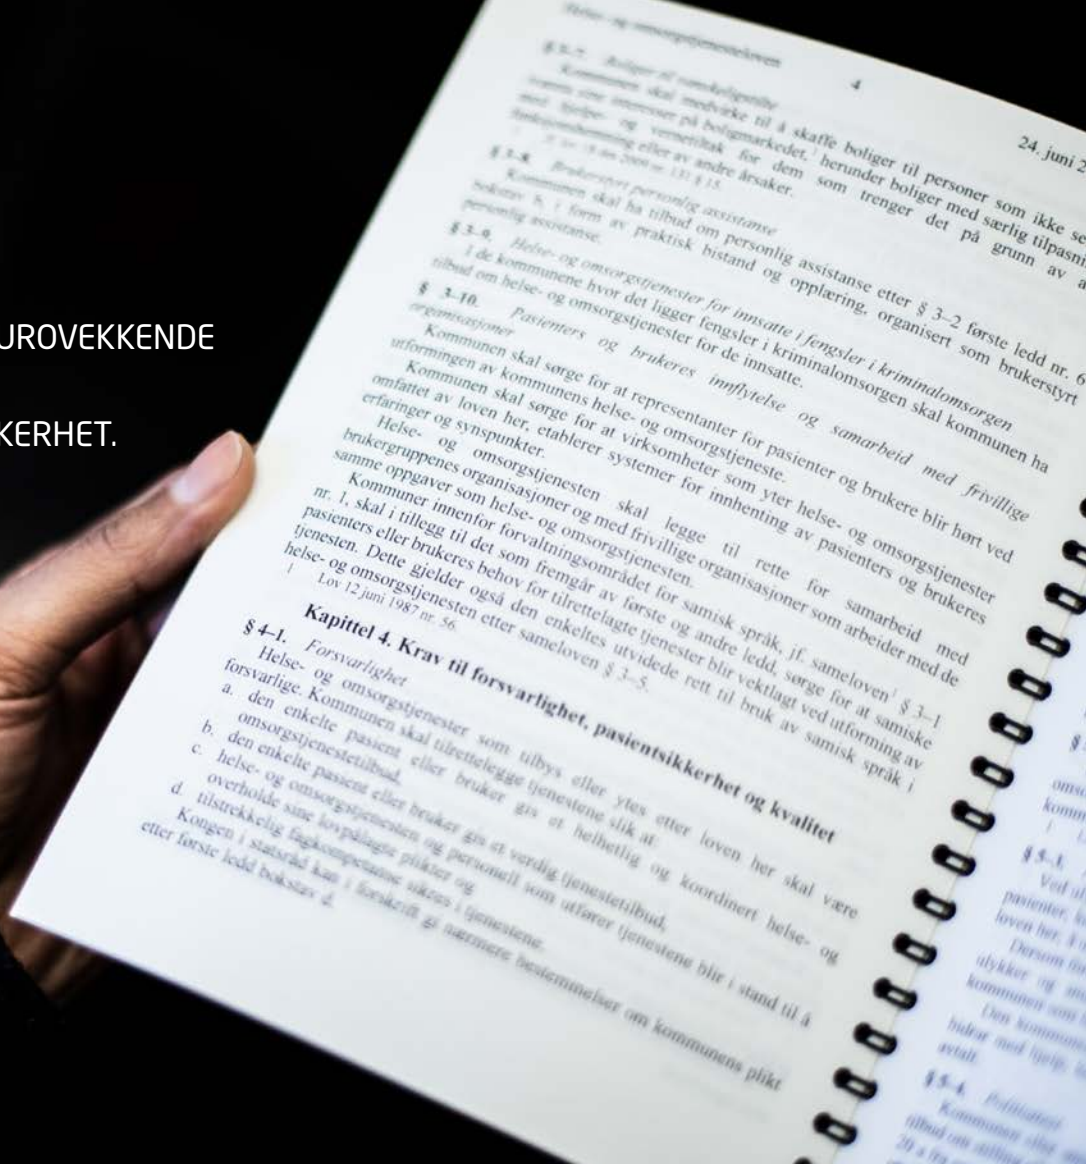 UROVEKKENDE
KERHET.
Helse- og omsorgstjenesteloven
4
24. juni 2
§ 3-7. Boliger til vanskeligstilte
Kommunen skal medvirke til å skaffe boliger til personer som ikke se
interesser på boligmarkedet,¹ herunder boliger med særlig tilpasni
med hjelpe- og vernetiltak for dem som trenger det på grunn av a
funksjonshemming eller av andre årsaker.
§ 3-8. Brukerstyrt personlig assistanse
Kommunen skal ha tilbud om personlig assistanse etter § 3–2 første ledd nr. 6
bokstav b, i form av praktisk bistand og opplæring, organisert som brukerstyrt
personlig assistanse.
§ 3–9. Helse- og omsorgstjenester for innsatte i fengsler i kriminalomsorgen
I de kommunene hvor det ligger fengsler i kriminalomsorgen skal kommunen ha
tilbud om helse- og omsorgstjenester for de innsatte.
§ 3–10. Pasienters og brukeres innflytelse og samarbeid med frivillige
organisasjoner
Kommunen skal sørge for at representanter for pasienter og brukere blir hørt ved
utformingen av kommunens helse- og omsorgstjeneste.
Kommunen skal sørge for at virksomheter som yter helse- og omsorgstjenester
omfattet av loven her, etablerer systemer for innhenting av pasienters og brukeres
erfaringer og synspunkter.
Helse- og omsorgstjenesten skal legge til rette for samarbeid med
brukergruppenes organisasjoner og med frivillige organisasjoner som arbeider med de
samme oppgaver som helse- og omsorgstjenesten.
Kommuner innenfor forvaltningsområdet for samisk språk, jf. sameloven¹ § 3–1
nr. 1, skal i tillegg til det som fremgår av første og andre ledd, sørge for at samiske
pasienters eller brukeres behov for tilrettelagte tjenester blir vektlagt ved utforming av
tjenesten. Dette gjelder også den enkeltes utvidede rett til bruk av samisk språk i
helse- og omsorgstjenesten etter sameloven § 3–5.
1 Lov 12 juni 1987 nr. 56.
Kapittel 4. Krav til forsvarlighet, pasientsikkerhet og kvalitet
§ 4–1. Forsvarlighet
Helse- og omsorgstjenester som tilbys eller ytes etter loven her skal være
forsvarlige. Kommunen skal tilrettelegge tjenestene slik at:
a. den enkelte pasient eller bruker gis et helhetlig og koordinert helse- og
omsorgstjenestetilbud,
b. den enkelte pasient eller bruker gis et verdig tjenestetilbud,
c. helse- og omsorgstjenesten og personell som utfører tjenestene blir i stand til å
overholde sine lovpålagte plikter og
d. tilstrekkelig fagkompetanse sikres i tjenestene.
Kongen i statsråd kan i forskrift gi nærmere bestemmelser om kommunens plikt
etter første ledd bokstav d.